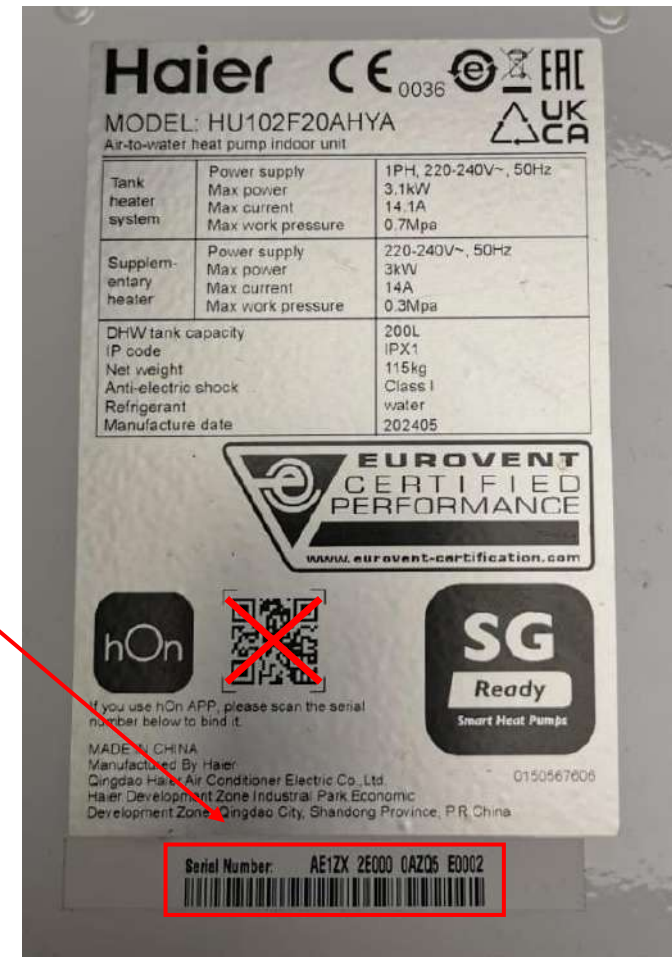 Haier CE 0036 EAC
MODEL: HU102F20AHYA UK
CA
Air-to-water heat pump indoor unit
Tank heater system
Power supply 1PH, 220-240V~, 50Hz
Max power 3.1kW
Max current 14.1A
Max work pressure 0.7Mpa
Supplem-entary heater
Power supply 220-240V~, 50Hz
Max power 3kW
Max current 14A
Max work pressure 0.3Mpa
DHW tank capacity 200L
IP code IPX1
Net weight 115kg
Anti-electric shock Class I
Refrigerant water
Manufacture date 202405
EUROVENT
CERTIFIED
PERFORMANCE
www.eurovent-certification.com
hOn
SG
Ready
Smart Heat Pumps
If you use hOn APP, please scan the serial
number below to bind it.
MADE IN CHINA
Manufactured By Haier
Qingdao Haier Air Conditioner Electric Co.,Ltd. 0150567606
Haier Development Zone Industrial Park Economic
Development Zone, Qingdao City, Shandong Province, P.R.China
Serial Number: AE1ZX 2E000 0AZQ5 E0002